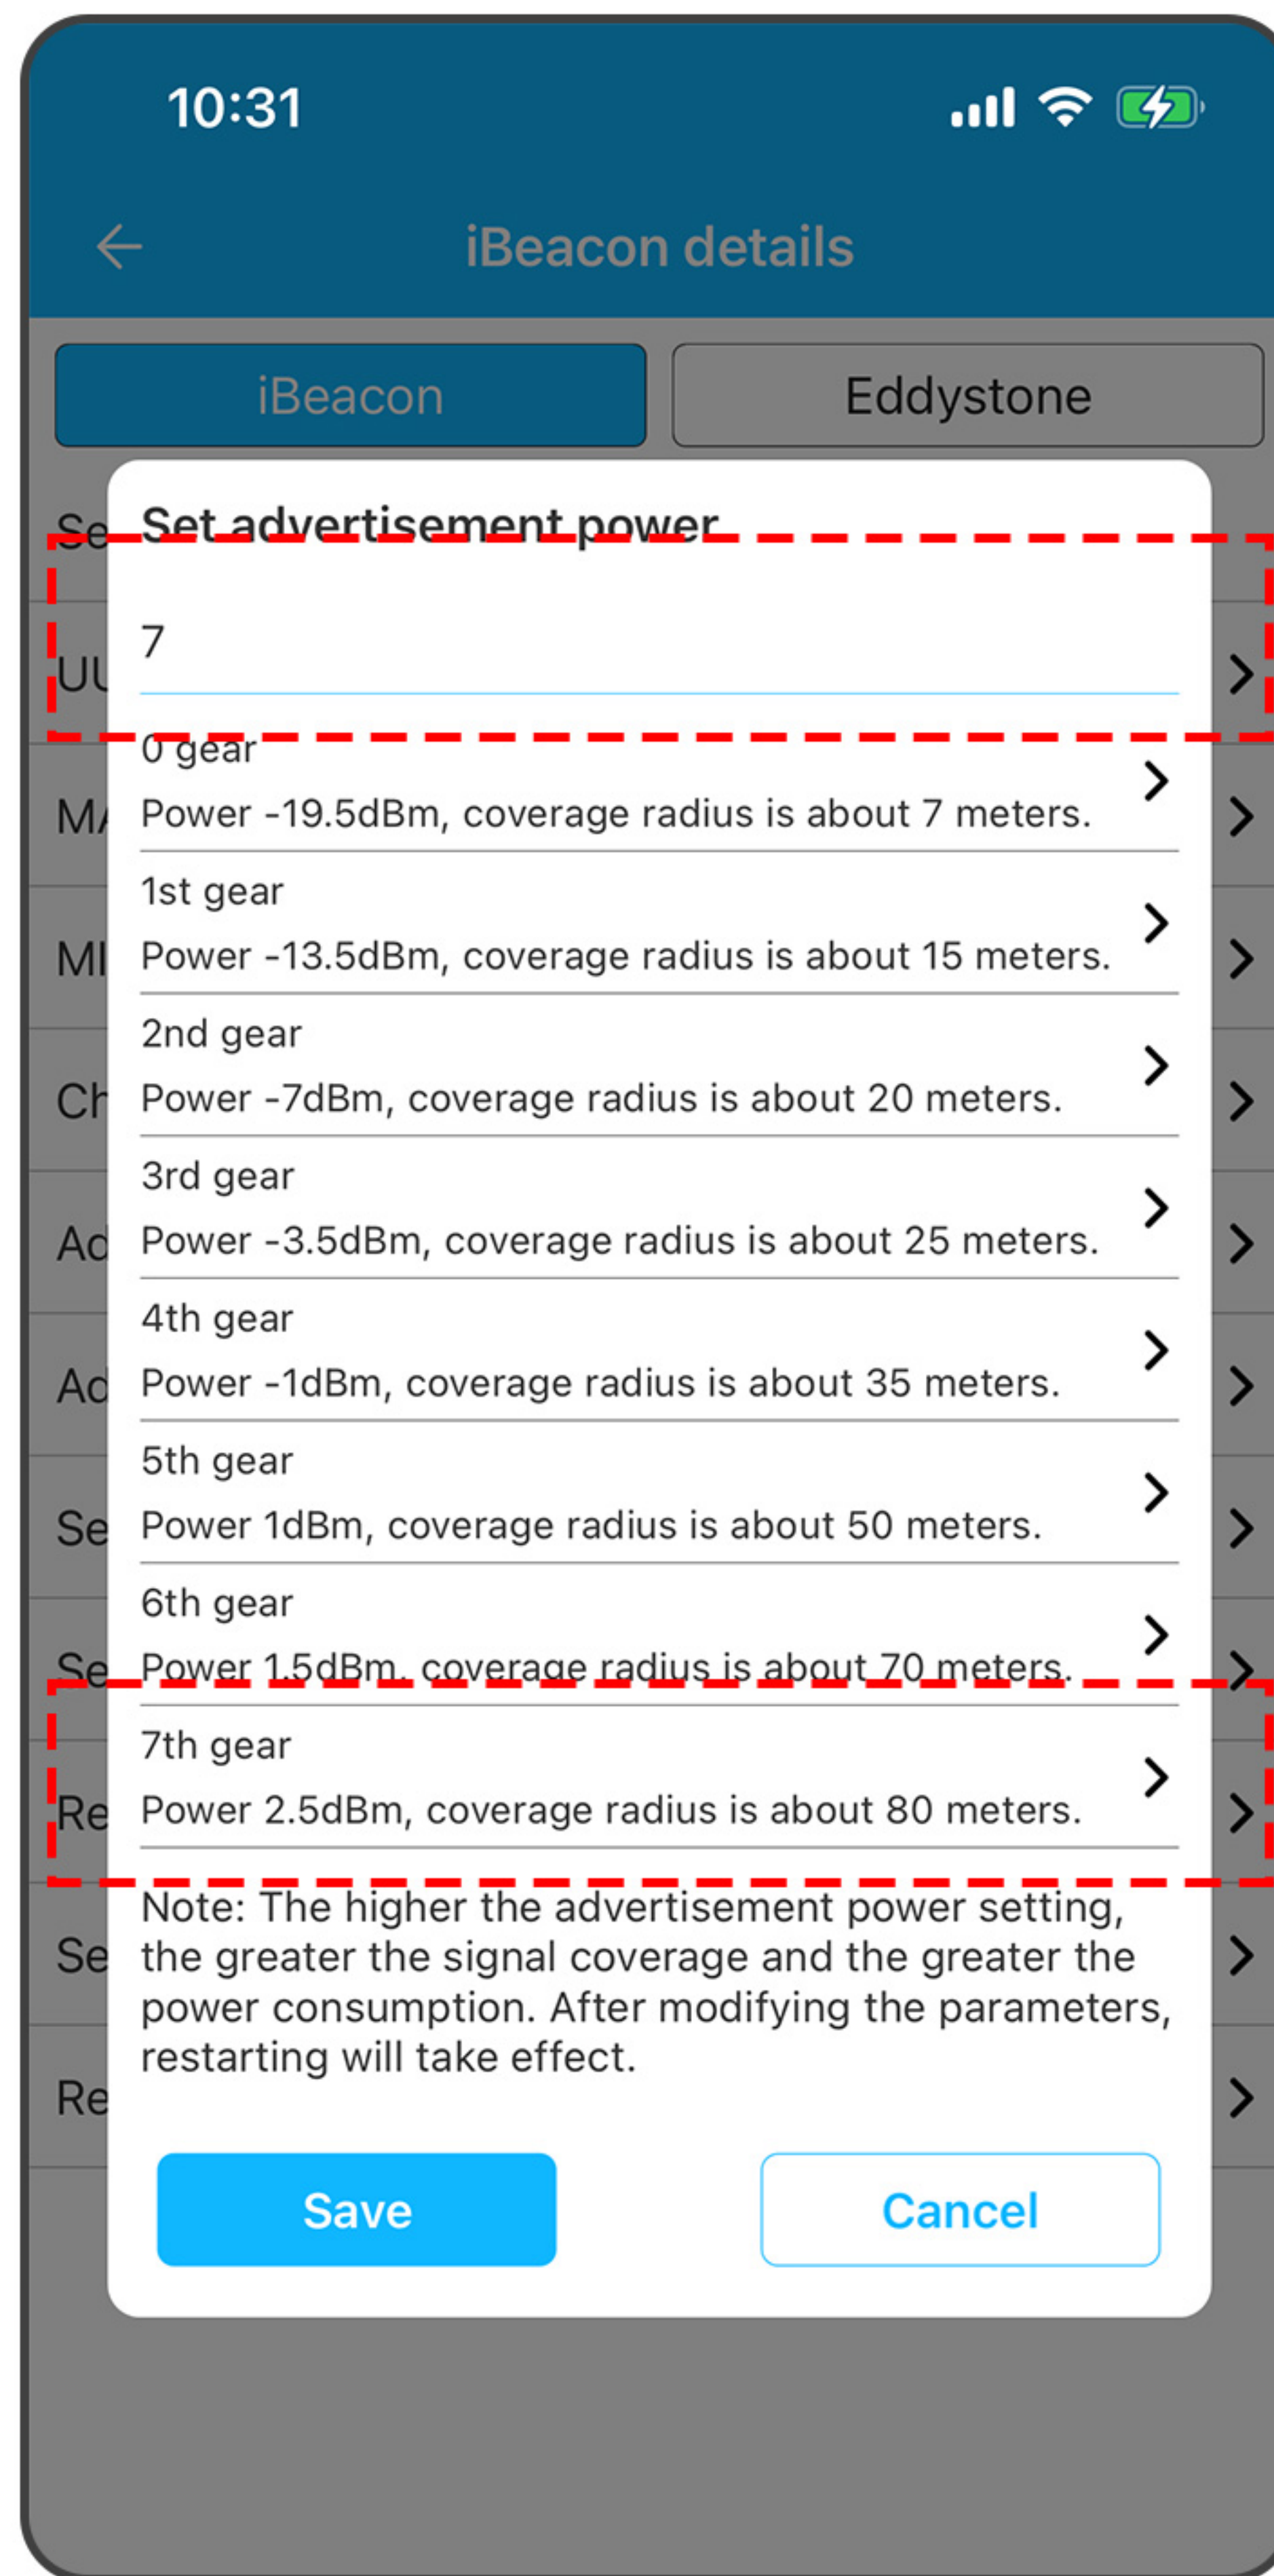 10:31
iBeacon details
iBeacon
Eddystone
Set advertisement power
7
0 gear
Power -19.5dBm, coverage radius is about 7 meters.
1st gear
Power -13.5dBm, coverage radius is about 15 meters.
2nd gear
Power -7dBm, coverage radius is about 20 meters.
3rd gear
Power -3.5dBm, coverage radius is about 25 meters.
4th gear
Power -1dBm, coverage radius is about 35 meters.
5th gear
Power 1dBm, coverage radius is about 50 meters.
6th gear
Power 1.5dBm, coverage radius is about 70 meters.
7th gear
Power 2.5dBm, coverage radius is about 80 meters.
Note: The higher the advertisement power setting,
the greater the signal coverage and the greater the
power consumption. After modifying the parameters,
restarting will take effect.
Save
Cancel